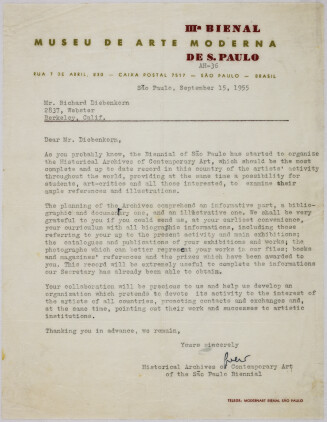 IIIª BIENAL
MUSEU DE ARTE MODERNA
DE S. PAULO
RUA 7 DE ABRIL, 230 - CAIXA POSTAL 7517 - SÃO PAULO - BRASIL
AH-36
São Paulo, September 15, 1955
Mr. Richard Diebenkorn
2837, Webster
Berkeley, Calif.
Dear Mr. Diebenkorn,
As you probably know, the Biennial of São Paulo has started to organize
the Historical Archives of Contemporary Art, which should be the most
complete and up to date record in this country of the artists' activity
throughout the world, providing at the same time a possibility for
students, art-critics and all those interested, to examine their
ample references and illustrations.
The planning of the Archives comprehend an informative part, a biblio-
graphic and documentary one, and an illustrative one. We shall be very
grateful to you if you would send us, at your earliest convenience,
your curriculum with all biographic informations, including those
referring to your up to the present activity and main exhibitions;
the catalogues and publications of your exhibitions and works; the
photographs which can better represent your works in our files; books
and magazines' references and the prizes which have been awarded to
you. This record will be extremely useful to complete the informations
our Secretary has already been able to obtain.
Your collaboration will be precious to us and help us develop an
organisation which pretends to devote its activity to the interest of
the artists of all countries, promoting contacts and exchanges and,
at the same time, pointing out their work and successes to artistic
institutions.
Thanking you in advance, we remain,
Yours sincerely
Historical Archives of Contemporary Art
of the São Paulo Biennial
TELEGR. MODERNART BIENAL SÃO PAULO